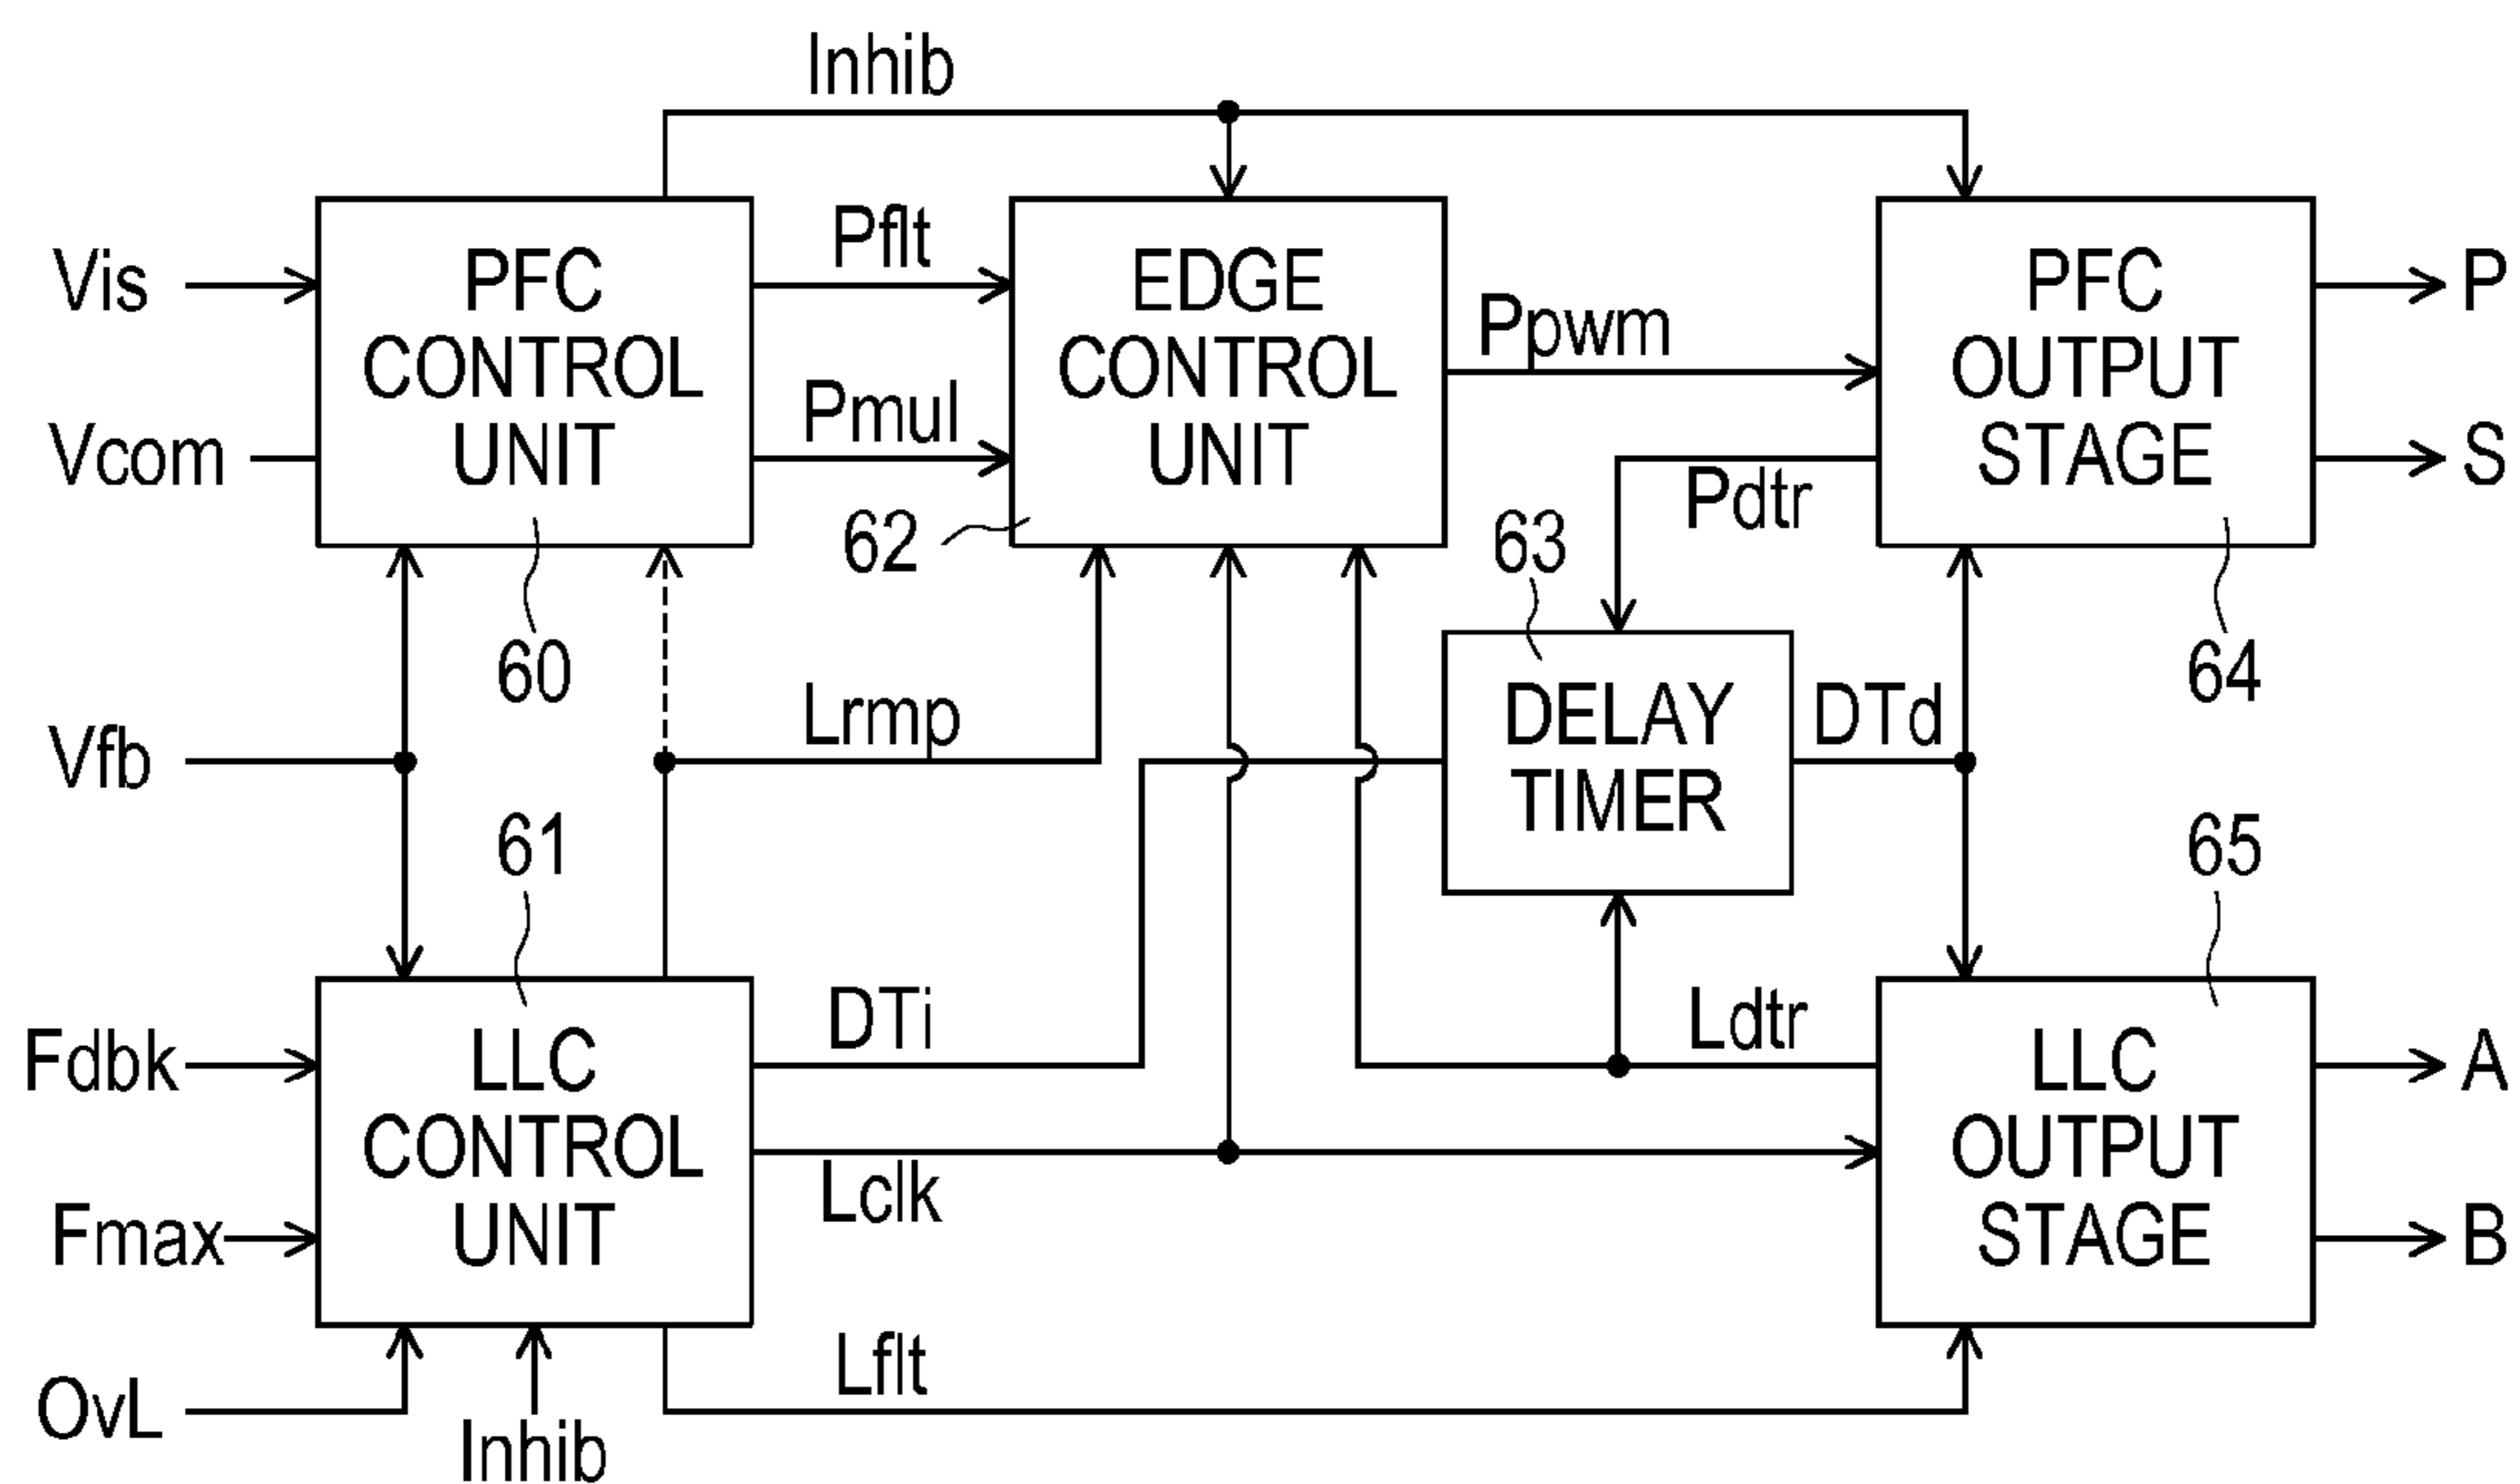 Inhib
Vis
PFC
CONTROL
UNIT
Pflt
Pmul
EDGE
CONTROL
UNIT
Ppwm
PFC
OUTPUT
STAGE
P
S
Vcom
62
Pdtr
63
60
64
Vfb
Lrmp
DELAY
TIMER
DTd
61
65
Fdbk
LLC
CONTROL
UNIT
DTi
Ldtr
LLC
OUTPUT
STAGE
A
Lclk
Fmax
B
Lflt
OvL
Inhib